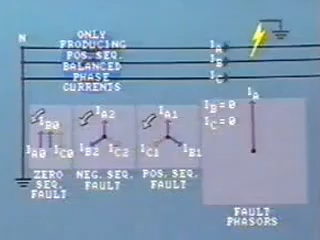 N
ONLY
PRODUCING
POS. SEQ.
BALANCED
PHASE
CURRENTS
IA
IB
IC
IB0
IA0 IC0
ZERO
SEQ.
FAULT
IA2
IB2 IC2
NEG. SEQ.
FAULT
IA1
IC1 IB1
POS. SEQ.
FAULT
IA
IB=0
IC=0
FAULT
PHASORS